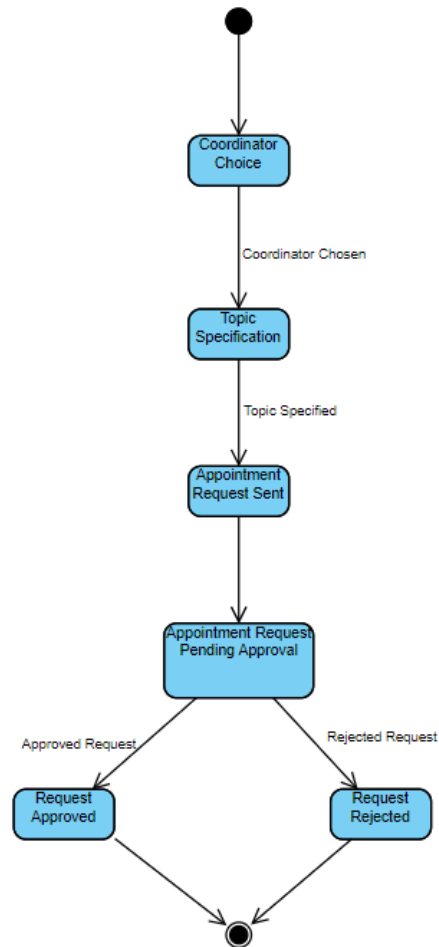 Coordinator
Choice
Coordinator Chosen
Topic
Specification
Topic Specified
Appointment
Request Sent
Appointment Request
Pending Approval
Approved Request
Rejected Request
Request
Approved
Request
Rejected